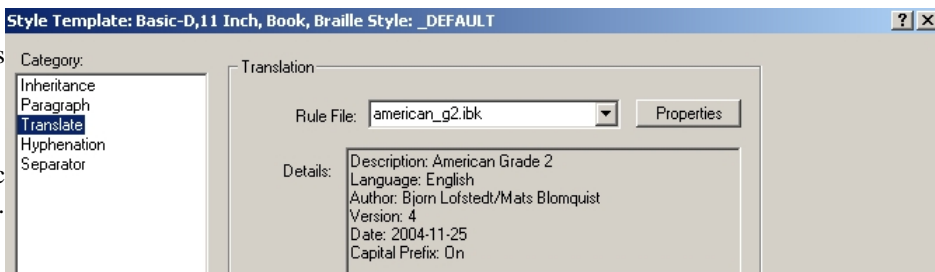 Style Template: Basic-D,11 Inch, Book, Braille Style: _DEFAULT
Category:
Inheritance
Paragraph
Translate
Hyphenation
Separator
Translation
Rule File: american_g2.ibk
Properties
Details:
Description: American Grade 2
Language: English
Author: Bjorn Lofstedt/Mats Blomquist
Version: 4
Date: 2004-11-25
Capital Prefix: On